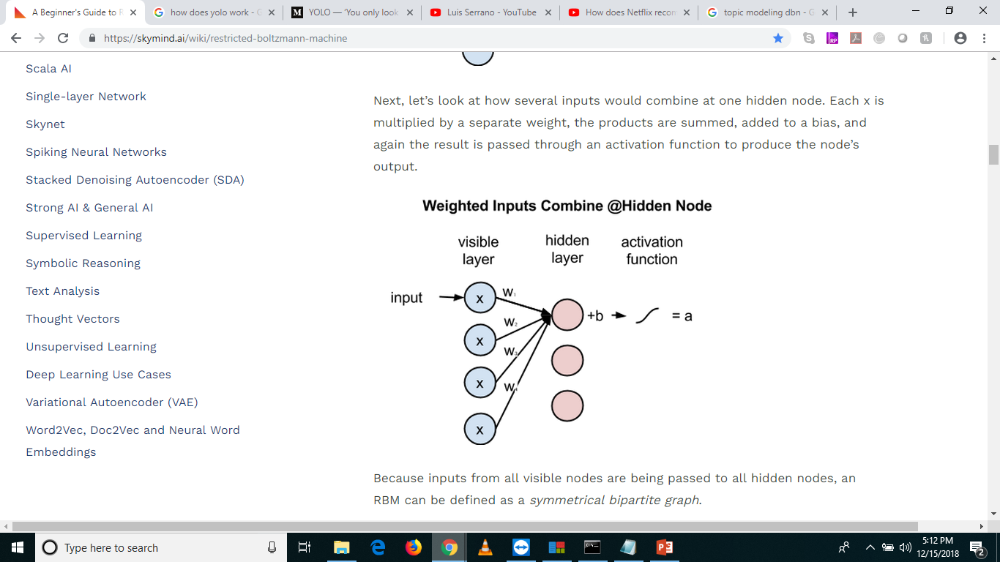 A Beginner's Guide to R
how does yolo work - G
YOLO — 'You only look
Luis Serrano - YouTube
How does Netflix recom
topic modeling dbn - G
https://skymind.ai/wiki/restricted-boltzmann-machine
Scala AI
Single-layer Network
Skynet
Spiking Neural Networks
Stacked Denoising Autoencoder (SDA)
Strong AI & General AI
Supervised Learning
Symbolic Reasoning
Text Analysis
Thought Vectors
Unsupervised Learning
Deep Learning Use Cases
Variational Autoencoder (VAE)
Word2Vec, Doc2Vec and Neural Word
Embeddings
Next, let's look at how several inputs would combine at one hidden node. Each x is
multiplied by a separate weight, the products are summed, added to a bias, and
again the result is passed through an activation function to produce the node's
output.
Weighted Inputs Combine @Hidden Node
visible
layer
hidden
layer
activation
function
input
x
w₁
+b
= a
x
w₂
x
w₃
x
w₄
Because inputs from all visible nodes are being passed to all hidden nodes, an
RBM can be defined as a symmetrical bipartite graph.
Type here to search
5:12 PM
12/15/2018
2